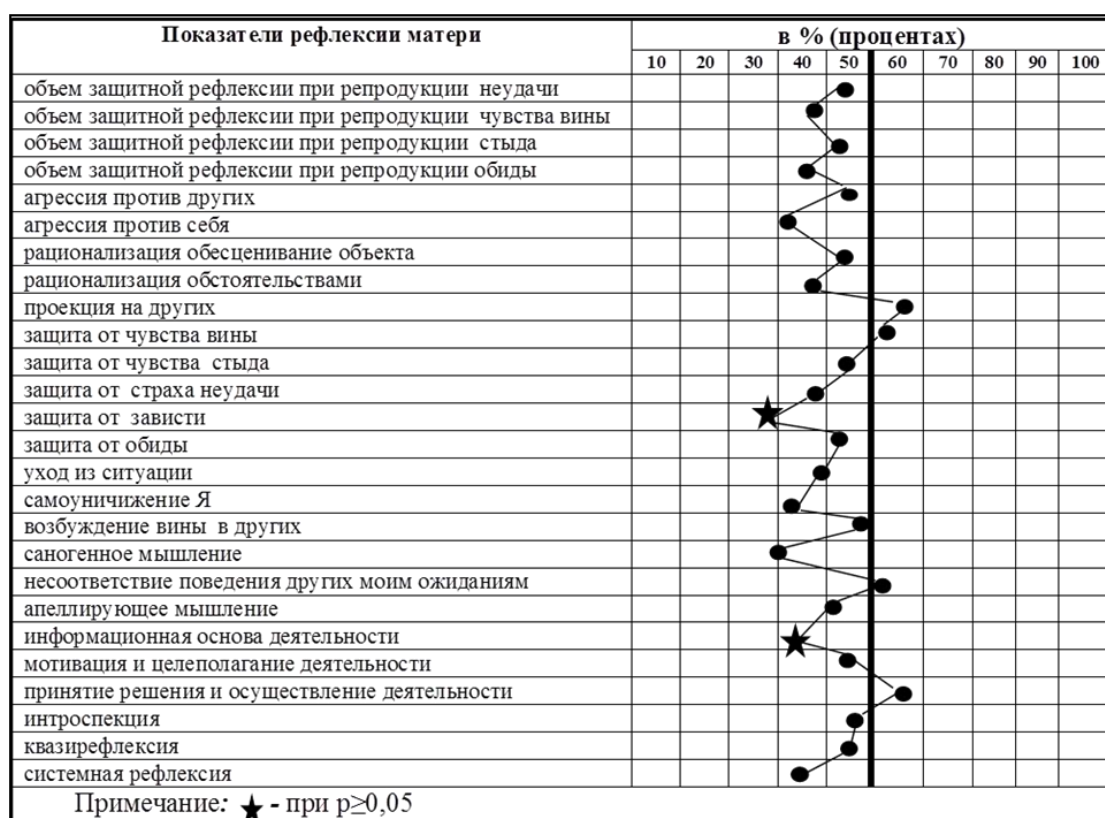 Показатели рефлексии матери
в % (процентах)
10 20 30 40 50 60 70 80 90 100
объем защитной рефлексии при репродукции неудачи
объем защитной рефлексии при репродукции чувства вины
объем защитной рефлексии при репродукции стыда
объем защитной рефлексии при репродукции обиды
агрессия против других
агрессия против себя
рационализация обесценивание объекта
рационализация обстоятельствами
проекция на других
защита от чувства вины
защита от чувства стыда
защита от страха неудачи
защита от зависти
защита от обиды
уход из ситуации
самоуничижение Я
возбуждение вины в других
саногенное мышление
несоответствие поведения других моим ожиданиям
апеллирующее мышление
информационная основа деятельности
мотивация и целеполагание деятельности
принятие решения и осуществление деятельности
интроспекция
квазирефлексия
системная рефлексия
Примечание: ★ - при p≥0,05